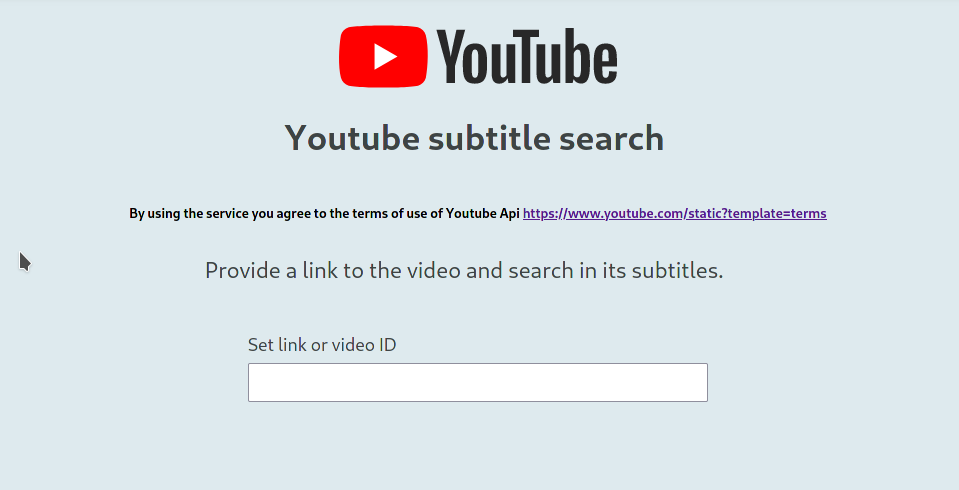 YouTube
Youtube subtitle search
By using the service you agree to the terms of use of Youtube Api https://www.youtube.com/static?template=terms
Provide a link to the video and search in its subtitles.
Set link or video ID